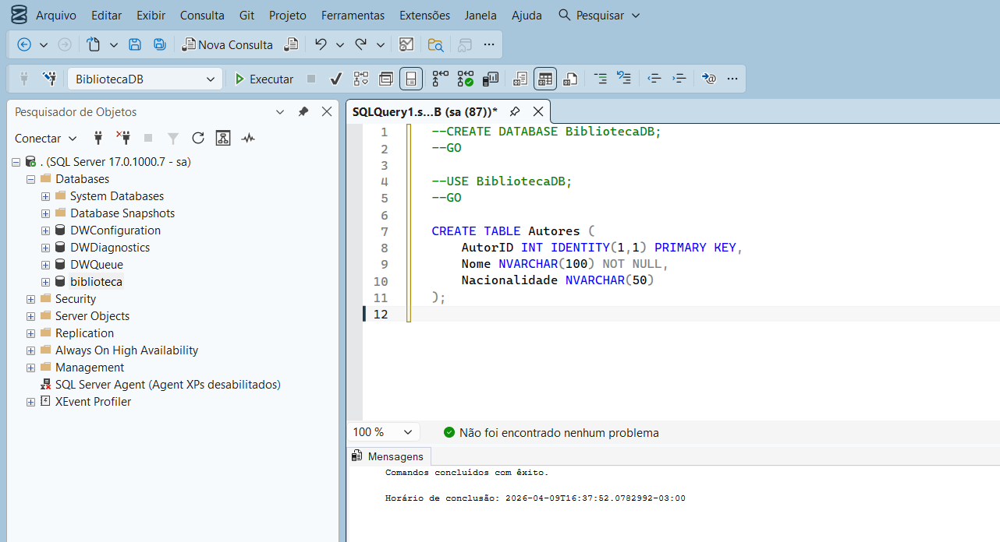 Arquivo Editar Exibir Consulta Git Projeto Ferramentas Extensões Janela Ajuda Pesquisar
Nova Consulta
BibliotecaDB Executar
Pesquisador de Objetos
Conectar
. (SQL Server 17.0.1000.7 - sa)
Databases
System Databases
Database Snapshots
DWConfiguration
DWDiagnostics
DWQueue
biblioteca
Security
Server Objects
Replication
Always On High Availability
Management
SQL Server Agent (Agent XPs desabilitados)
XEvent Profiler
SQLQuery1.s...B (sa (87))*
1 --CREATE DATABASE BibliotecaDB;
2 --GO
3
4 --USE BibliotecaDB;
5 --GO
6
7 CREATE TABLE Autores (
8 AutorID INT IDENTITY(1,1) PRIMARY KEY,
9 Nome NVARCHAR(100) NOT NULL,
10 Nacionalidade NVARCHAR(50)
11 );
12
100 % Não foi encontrado nenhum problema
Mensagens
Comandos concluídos com êxito.
Horário de conclusão: 2026-04-09T16:37:52.0782992-03:00